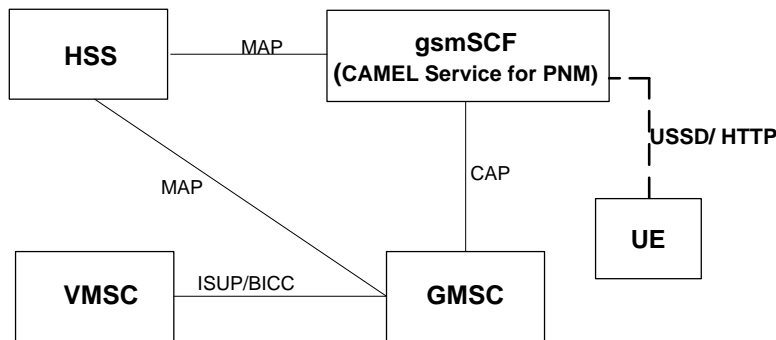 HSS
MAP
gsmSCF
(CAMEL Service for PNM)
USSD/ HTTP
MAP
CAP
UE
VMSC
ISUP/BICC
GMSC